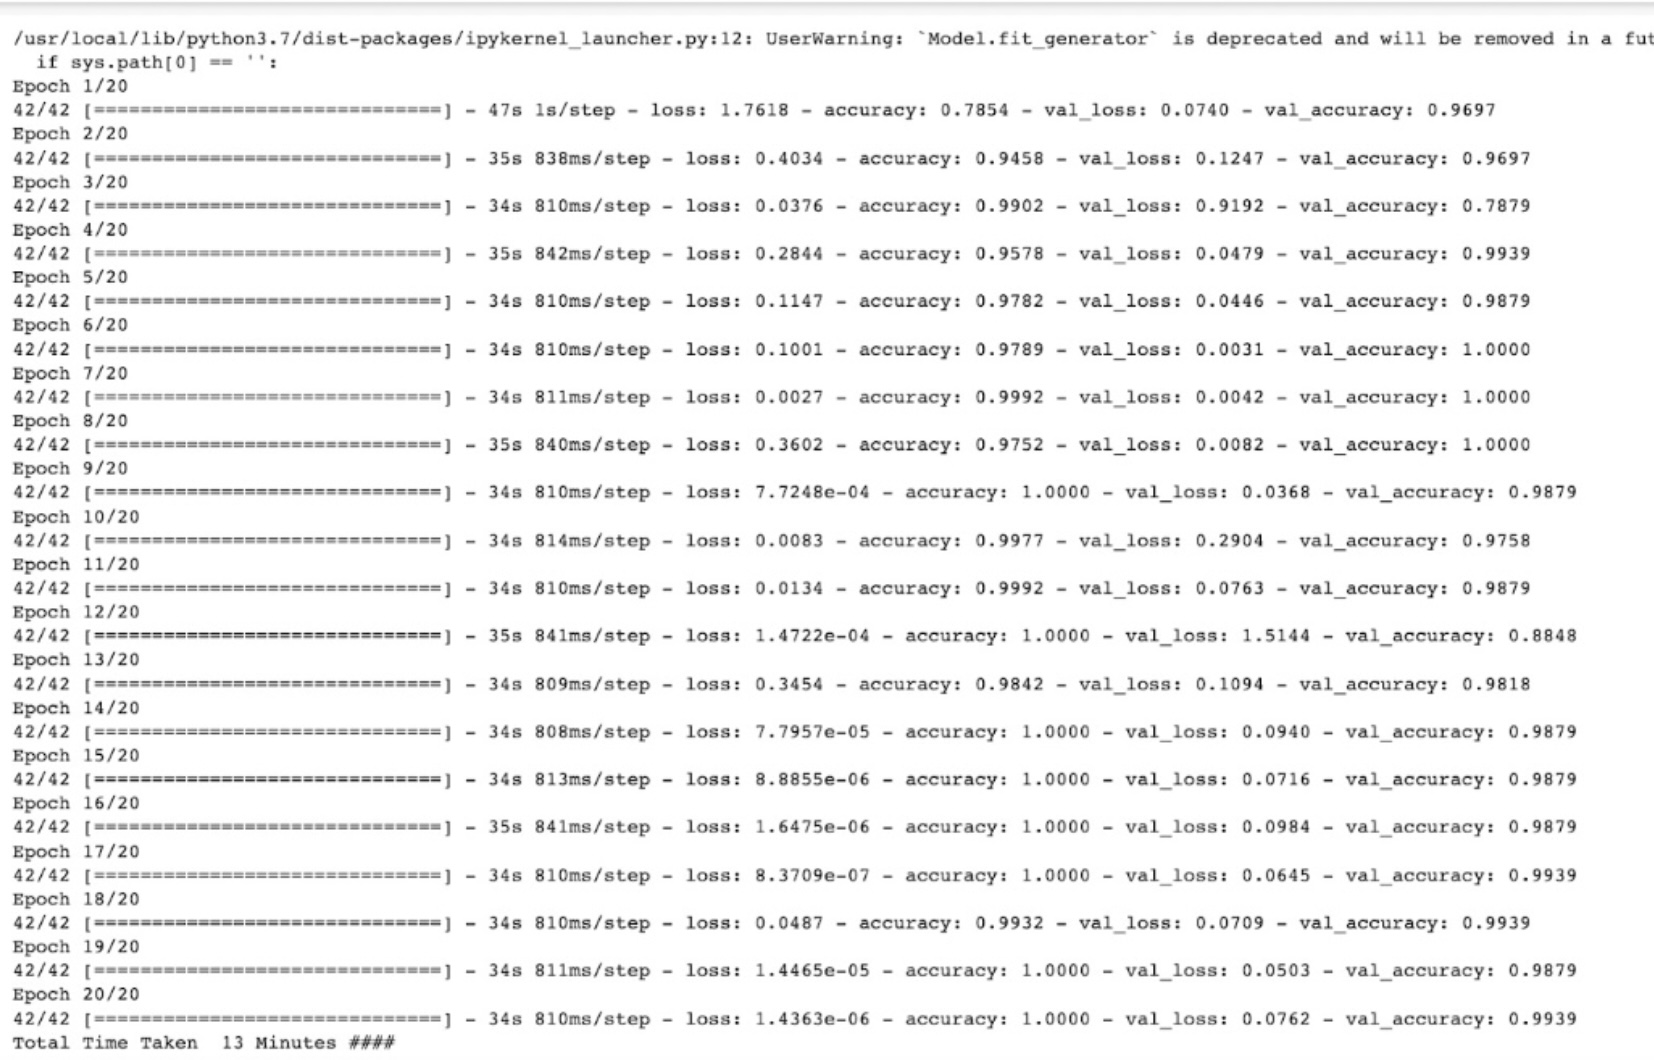 /usr/local/lib/python3.7/dist-packages/ipykernel_launcher.py:12: UserWarning: `Model.fit_generator` is deprecated and will be removed in a fut
  if sys.path[0] == '':
Epoch 1/20
42/42 [==============================] - 47s 1s/step - loss: 1.7618 - accuracy: 0.7854 - val_loss: 0.0740 - val_accuracy: 0.9697
Epoch 2/20
42/42 [==============================] - 35s 838ms/step - loss: 0.4034 - accuracy: 0.9458 - val_loss: 0.1247 - val_accuracy: 0.9697
Epoch 3/20
42/42 [==============================] - 34s 810ms/step - loss: 0.0376 - accuracy: 0.9902 - val_loss: 0.9192 - val_accuracy: 0.7879
Epoch 4/20
42/42 [==============================] - 35s 842ms/step - loss: 0.2844 - accuracy: 0.9578 - val_loss: 0.0479 - val_accuracy: 0.9939
Epoch 5/20
42/42 [==============================] - 34s 810ms/step - loss: 0.1147 - accuracy: 0.9782 - val_loss: 0.0446 - val_accuracy: 0.9879
Epoch 6/20
42/42 [==============================] - 34s 810ms/step - loss: 0.1001 - accuracy: 0.9789 - val_loss: 0.0031 - val_accuracy: 1.0000
Epoch 7/20
42/42 [==============================] - 34s 811ms/step - loss: 0.0027 - accuracy: 0.9992 - val_loss: 0.0042 - val_accuracy: 1.0000
Epoch 8/20
42/42 [==============================] - 35s 840ms/step - loss: 0.3602 - accuracy: 0.9752 - val_loss: 0.0082 - val_accuracy: 1.0000
Epoch 9/20
42/42 [==============================] - 34s 810ms/step - loss: 7.7248e-04 - accuracy: 1.0000 - val_loss: 0.0368 - val_accuracy: 0.9879
Epoch 10/20
42/42 [==============================] - 34s 814ms/step - loss: 0.0083 - accuracy: 0.9977 - val_loss: 0.2904 - val_accuracy: 0.9758
Epoch 11/20
42/42 [==============================] - 34s 810ms/step - loss: 0.0134 - accuracy: 0.9992 - val_loss: 0.0763 - val_accuracy: 0.9879
Epoch 12/20
42/42 [==============================] - 35s 841ms/step - loss: 1.4722e-04 - accuracy: 1.0000 - val_loss: 1.5144 - val_accuracy: 0.8848
Epoch 13/20
42/42 [==============================] - 34s 809ms/step - loss: 0.3454 - accuracy: 0.9842 - val_loss: 0.1094 - val_accuracy: 0.9818
Epoch 14/20
42/42 [==============================] - 34s 808ms/step - loss: 7.7957e-05 - accuracy: 1.0000 - val_loss: 0.0940 - val_accuracy: 0.9879
Epoch 15/20
42/42 [==============================] - 34s 813ms/step - loss: 8.8855e-06 - accuracy: 1.0000 - val_loss: 0.0716 - val_accuracy: 0.9879
Epoch 16/20
42/42 [==============================] - 35s 841ms/step - loss: 1.6475e-06 - accuracy: 1.0000 - val_loss: 0.0984 - val_accuracy: 0.9879
Epoch 17/20
42/42 [==============================] - 34s 810ms/step - loss: 8.3709e-07 - accuracy: 1.0000 - val_loss: 0.0645 - val_accuracy: 0.9939
Epoch 18/20
42/42 [==============================] - 34s 810ms/step - loss: 0.0487 - accuracy: 0.9932 - val_loss: 0.0709 - val_accuracy: 0.9939
Epoch 19/20
42/42 [==============================] - 34s 811ms/step - loss: 1.4465e-05 - accuracy: 1.0000 - val_loss: 0.0503 - val_accuracy: 0.9879
Epoch 20/20
42/42 [==============================] - 34s 810ms/step - loss: 1.4363e-06 - accuracy: 1.0000 - val_loss: 0.0762 - val_accuracy: 0.9939
Total Time Taken  13 Minutes ####